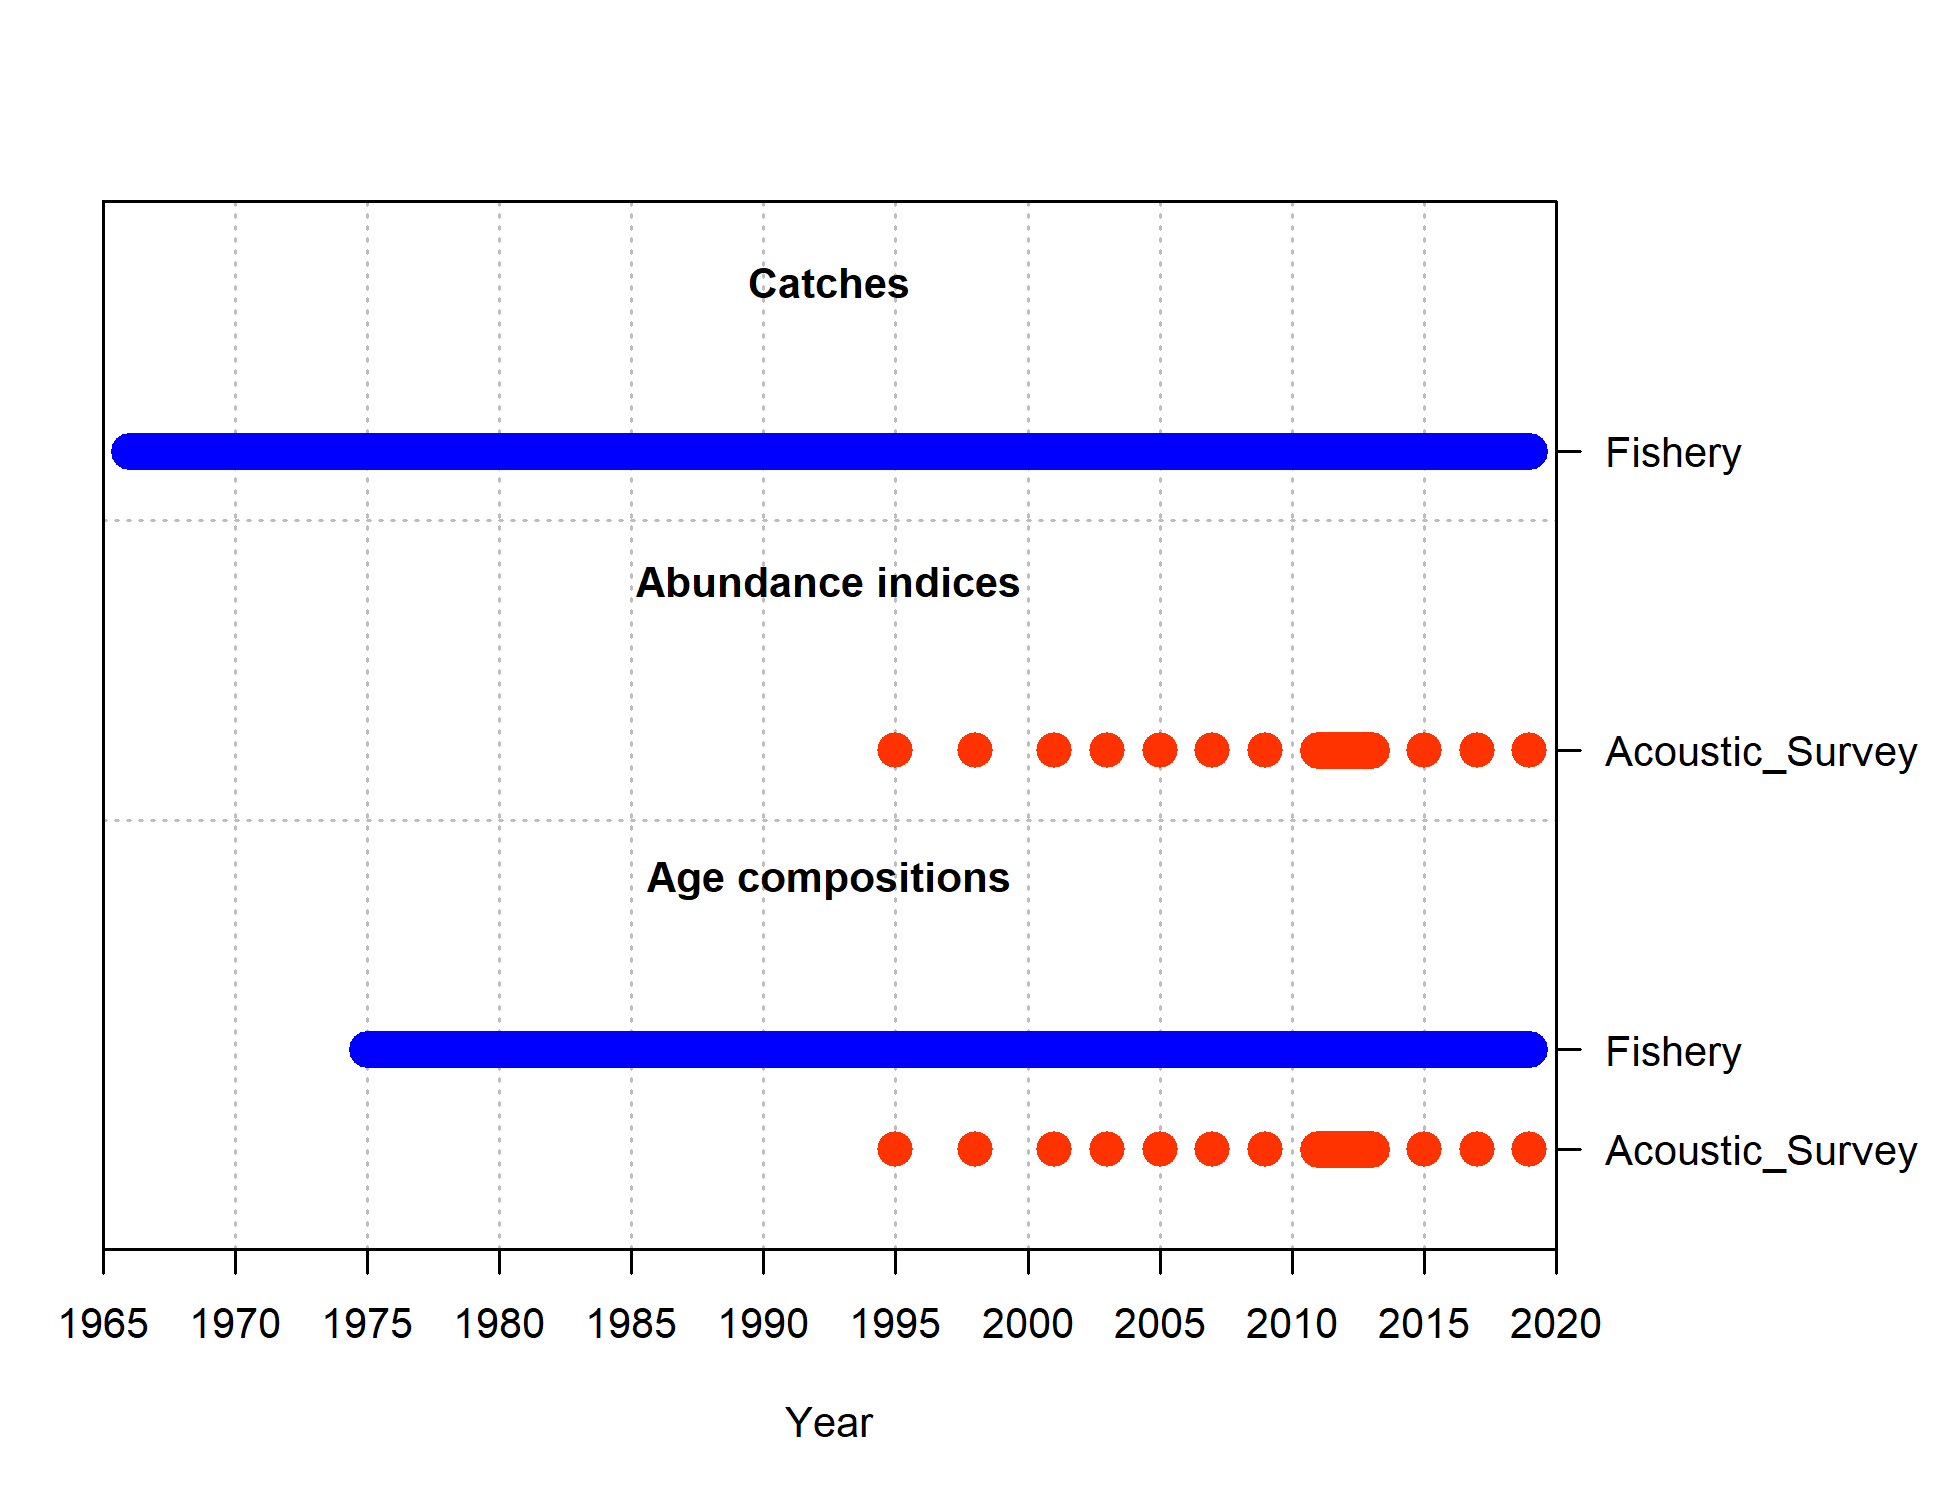 Catches
Fishery
Abundance indices
Acoustic_Survey
Age compositions
Fishery
Acoustic_Survey
1965 1970 1975 1980 1985 1990 1995 2000 2005 2010 2015 2020
Year